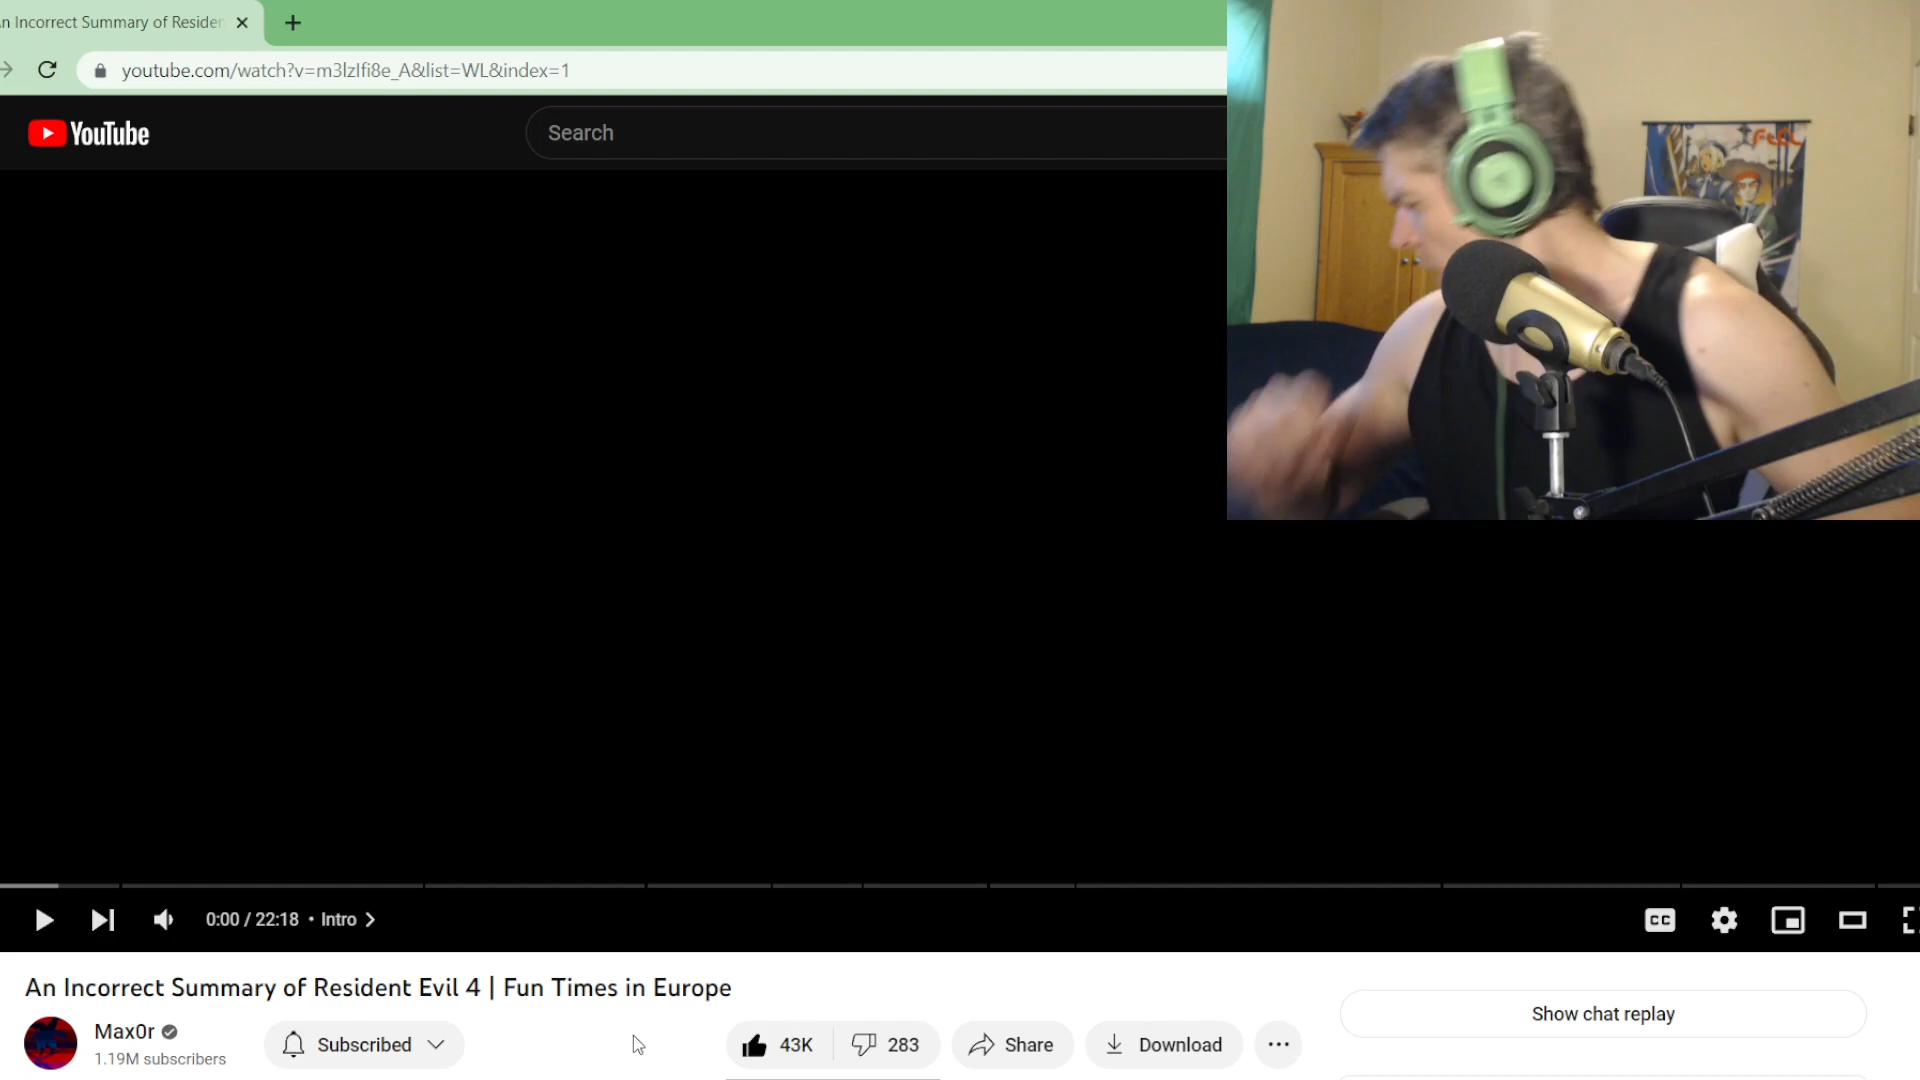 n Incorrect Summary of Residen
youtube.com/watch?v=m3lzIfi8e_A&list=WL&index=1
YouTube
Search
0:00 / 22:18 • Intro
CC
An Incorrect Summary of Resident Evil 4 | Fun Times in Europe
Max0r
1.19M subscribers
Subscribed
43K
283
Share
Download
Show chat replay